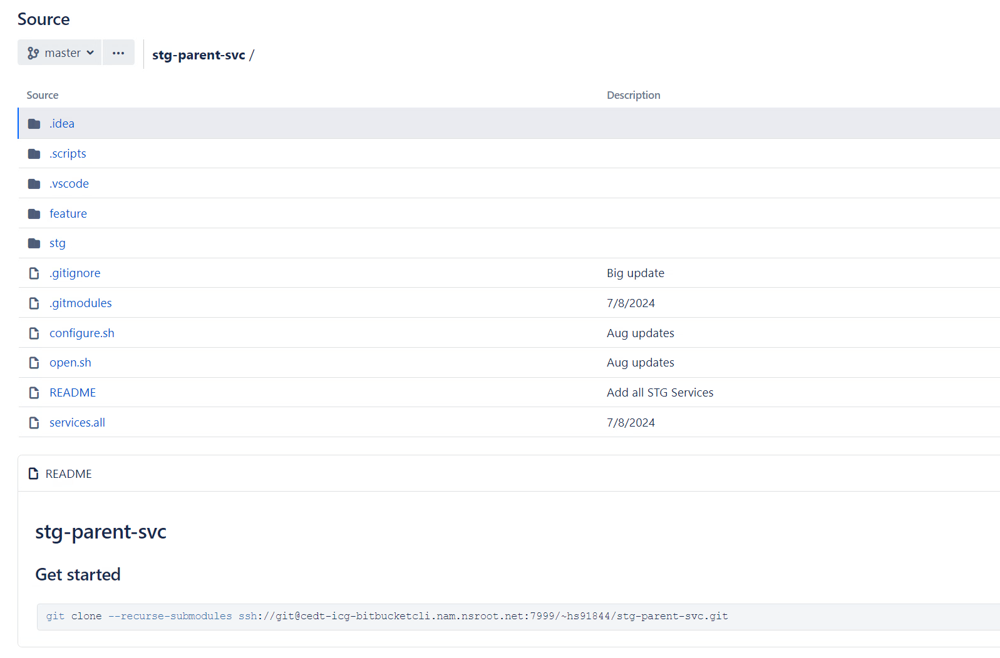 Source
master
stg-parent-svc /
Source Description
.idea
.scripts
.vscode
feature
stg
.gitignore Big update
.gitmodules 7/8/2024
configure.sh Aug updates
open.sh Aug updates
README Add all STG Services
services.all 7/8/2024
README
stg-parent-svc
Get started
git clone --recurse-submodules ssh://git@cedt-icg-bitbucketcli.nam.nsroot.net:7999/~hs91844/stg-parent-svc.git